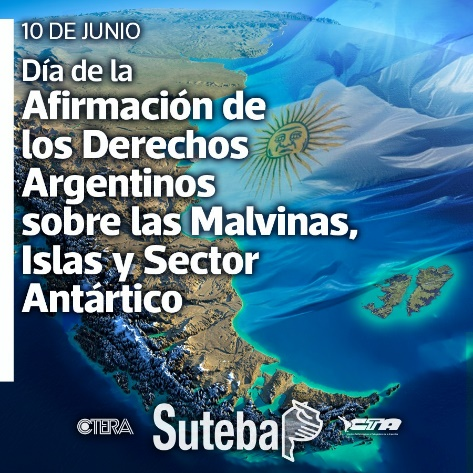 10 DE JUNIO
Día de la
Afirmación de
los Derechos
Argentinos
sobre las Malvinas,
Islas y Sector
Antártico
CTERA Suteba CTA